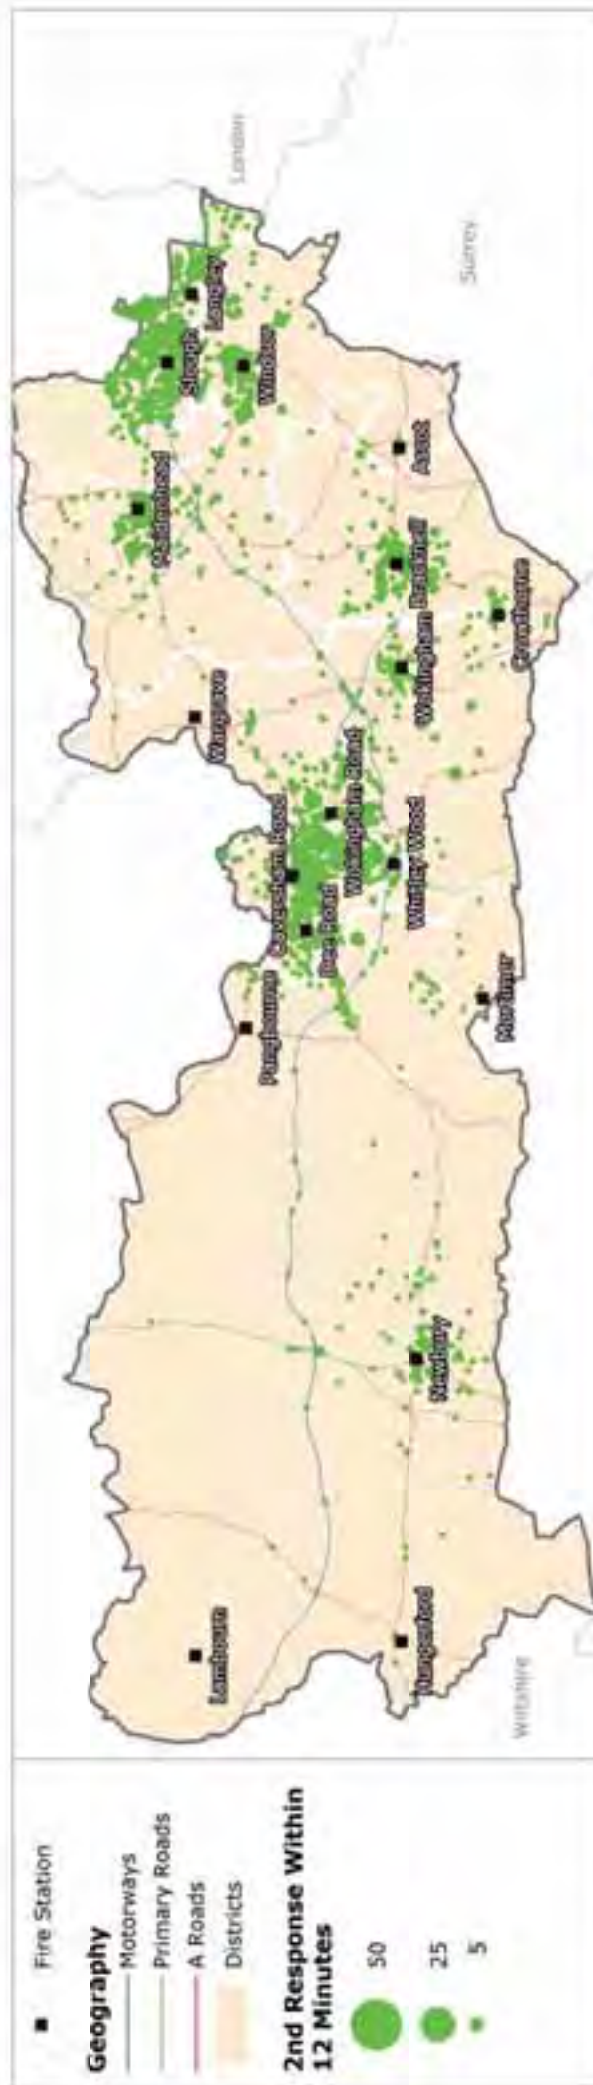 Fire Station
Geography
Motorways
Primary Roads
A Roads
Districts
2nd Response Within
12 Minutes
50
25
5
Lambourn
Hungerford
Wiltshire
Newbury
Pangbourne
Mortimer
Dee Road
Caversham Road
Wokingham Road
Whitley Wood
Wargrave
Wokingham
Bracknell
Crowthorne
Maidenhead
Ascot
Slough
Windsor
Langley
London
Surrey